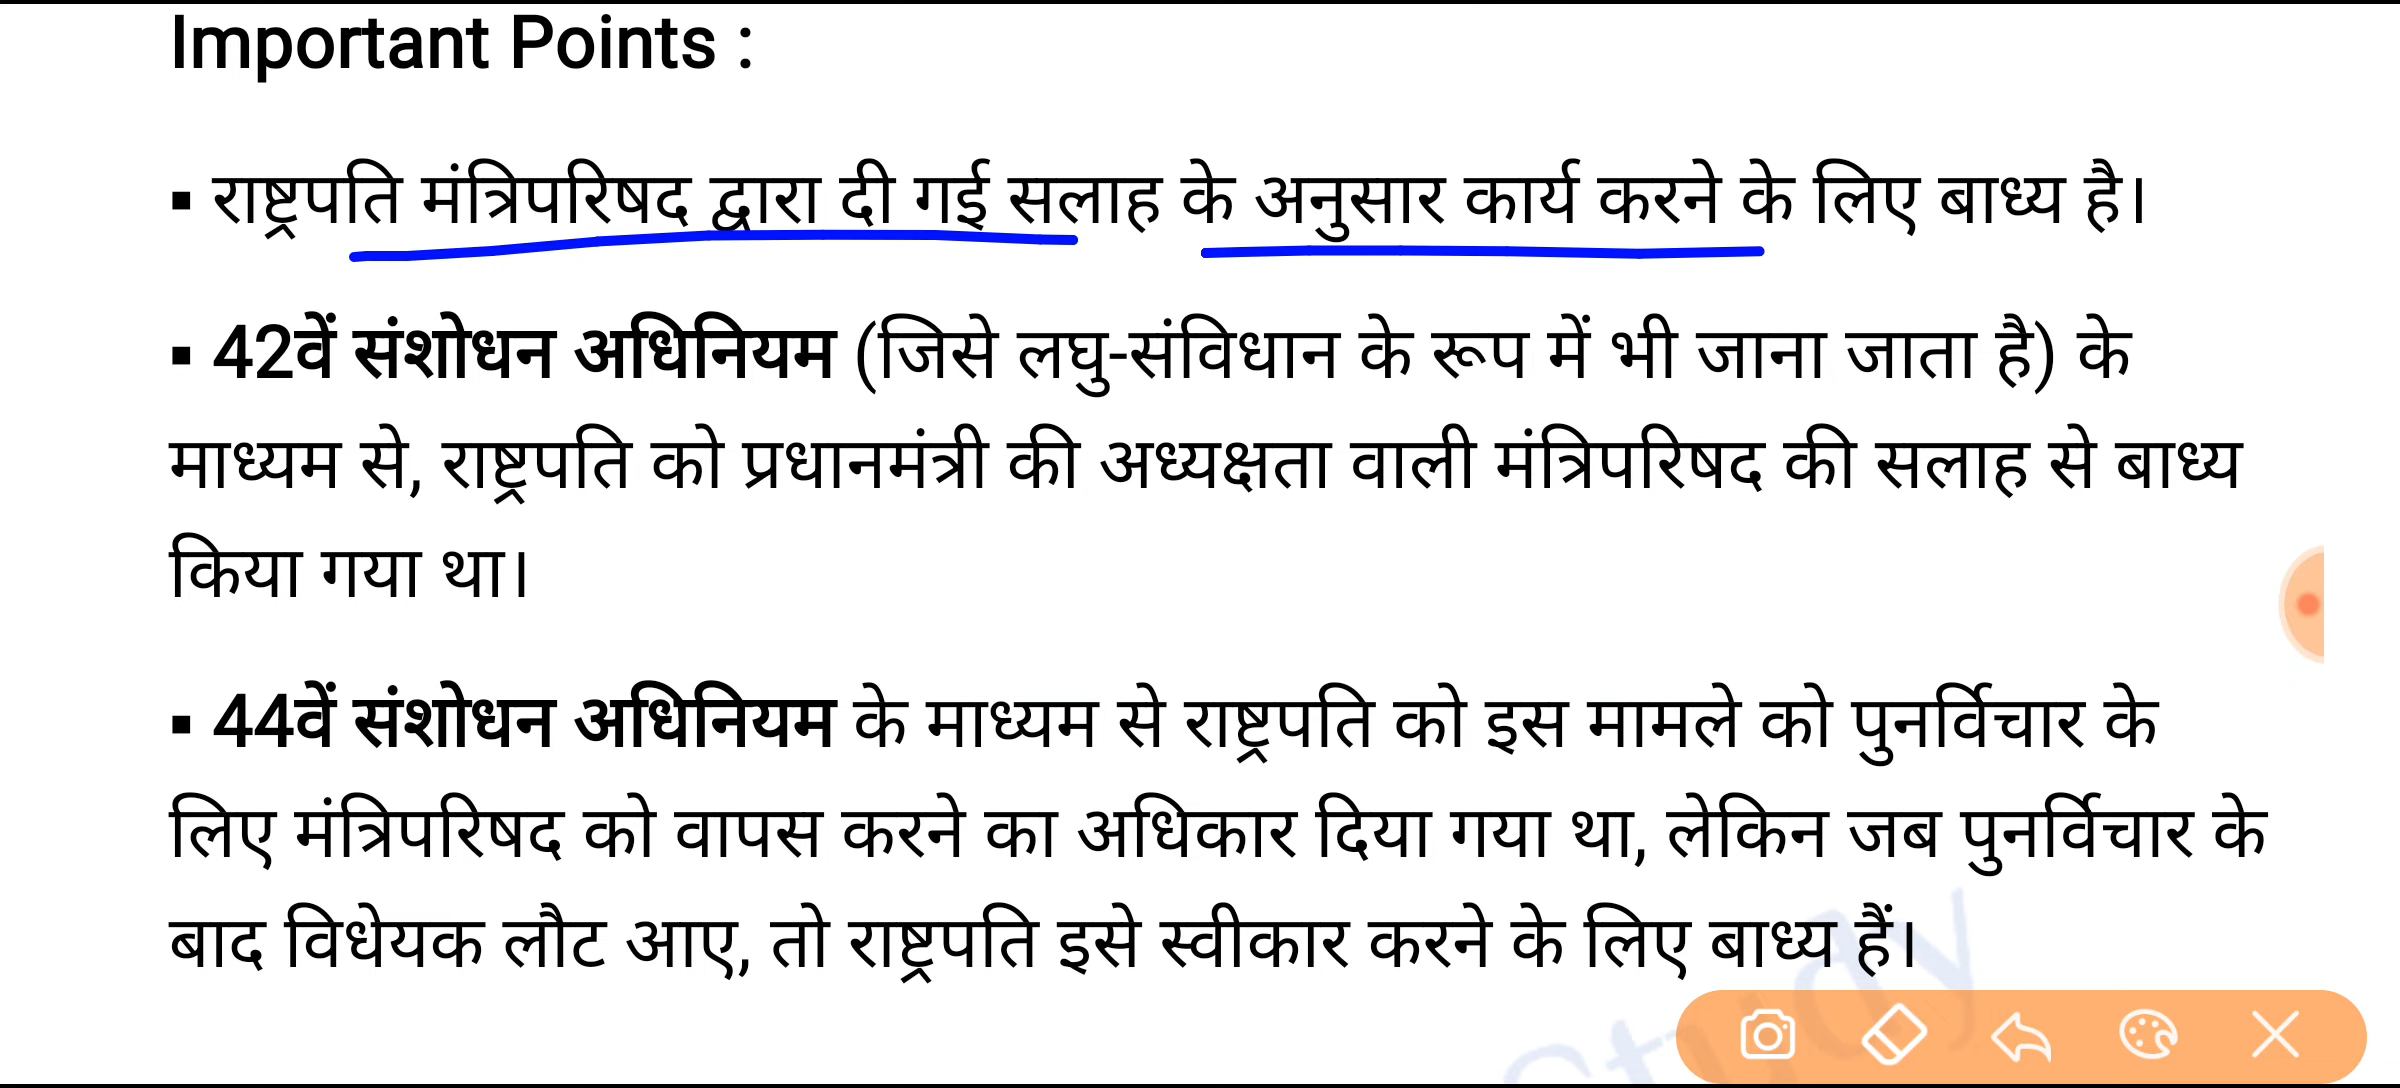 Important Points :
▪ राष्ट्रपति मंत्रिपरिषद द्वारा दी गई सलाह के अनुसार कार्य करने के लिए बाध्य है।
▪ 42वें संशोधन अधिनियम (जिसे लघु-संविधान के रूप में भी जाना जाता है) के
माध्यम से, राष्ट्रपति को प्रधानमंत्री की अध्यक्षता वाली मंत्रिपरिषद की सलाह से बाध्य
किया गया था।
▪ 44वें संशोधन अधिनियम के माध्यम से राष्ट्रपति को इस मामले को पुनर्विचार के
लिए मंत्रिपरिषद को वापस करने का अधिकार दिया गया था, लेकिन जब पुनर्विचार के
बाद विधेयक लौट आए, तो राष्ट्रपति इसे स्वीकार करने के लिए बाध्य हैं।
Study